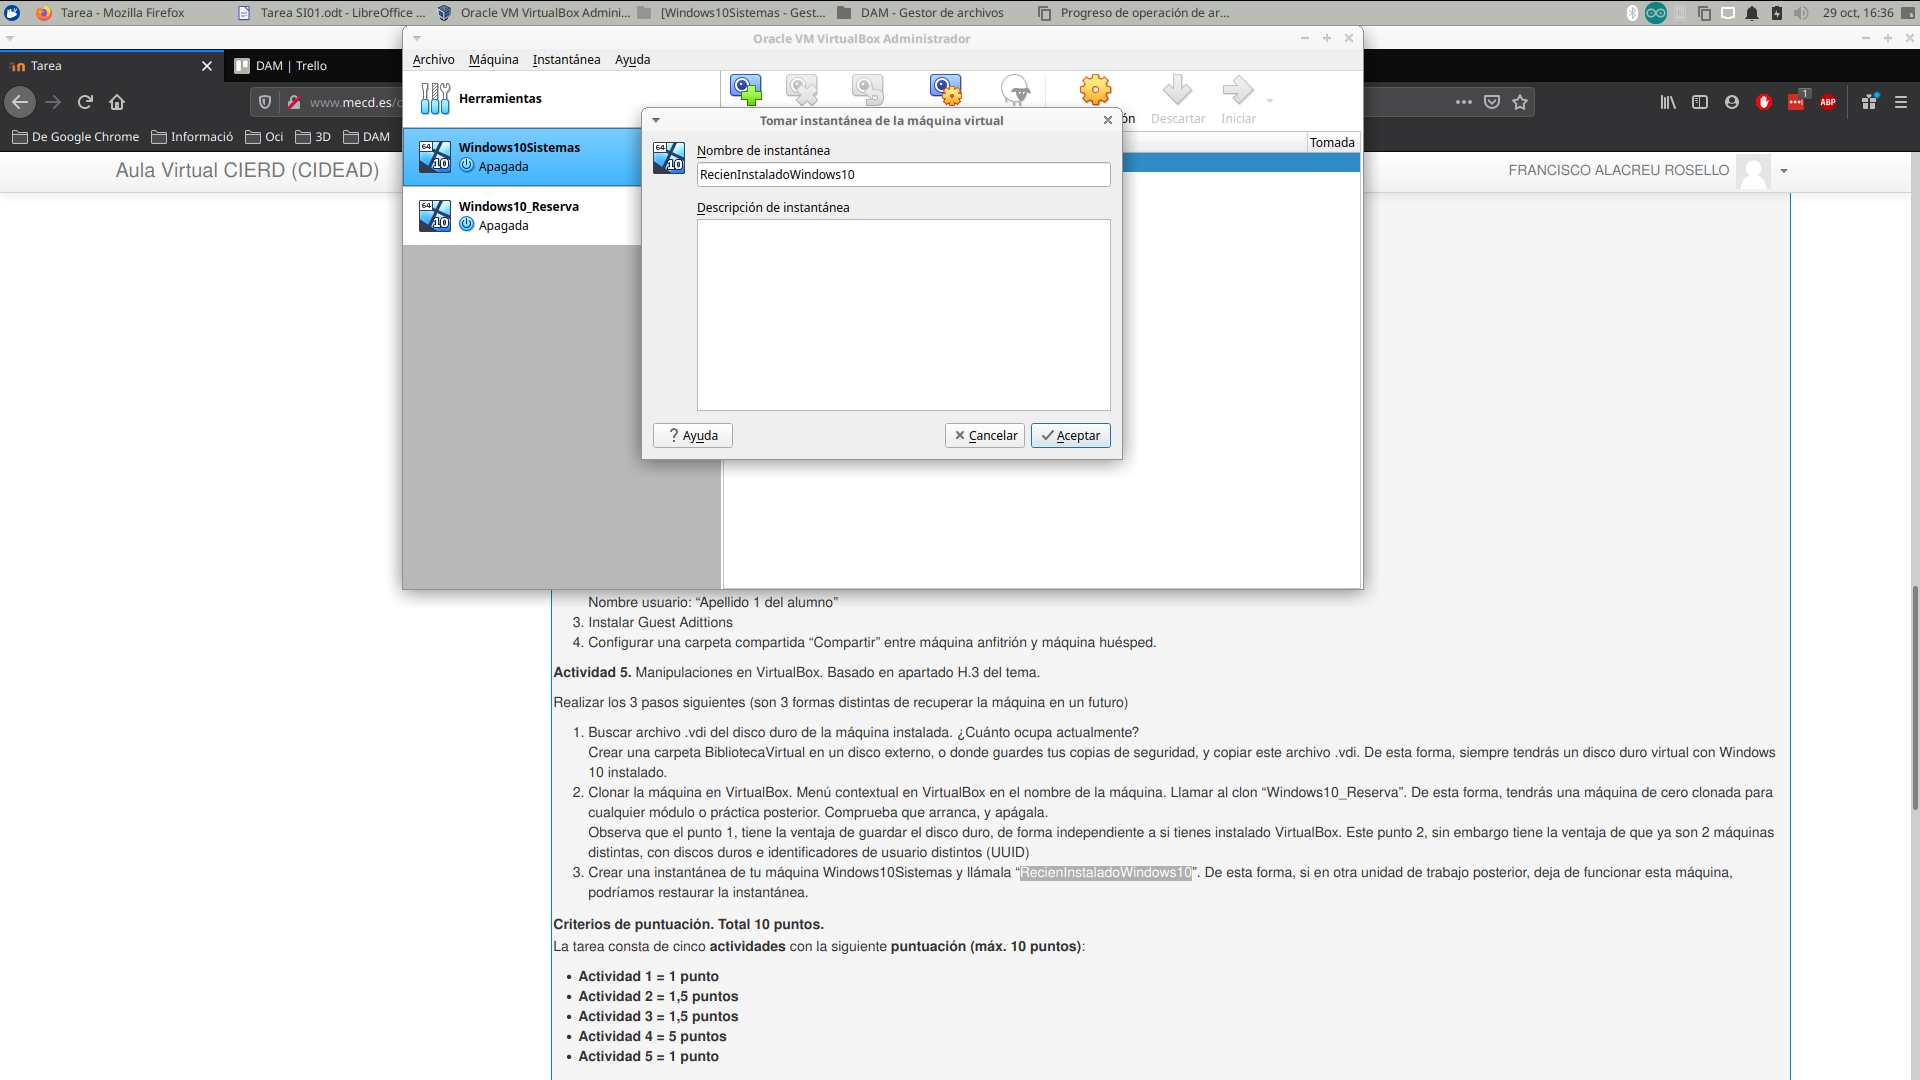 Tarea - Mozilla Firefox
Tarea SI01.odt - LibreOffice ...
Oracle VM VirtualBox Admini...
[Windows10Sistemas - Gest...
DAM - Gestor de archivos
Progreso de operación de ar...
29 oct, 16:36
Oracle VM VirtualBox Administrador
Tarea
DAM | Trello
Archivo
Máquina
Instantánea
Ayuda
www.mecd.es/c
Herramientas
ón
Descartar
Iniciar
1
ABP
De Google Chrome
Informació
Oci
3D
DAM
Tomar instantánea de la máquina virtual
Tomada
64
10
Windows10Sistemas
Apagada
64
10
Nombre de instantánea
RecienInstaladoWindows10
Aula Virtual CIERD (CIDEAD)
FRANCISCO ALACREU ROSELLO
64
10
Windows10_Reserva
Apagada
Descripción de instantánea
? Ayuda
Cancelar
Aceptar
Nombre usuario: “Apellido 1 del alumno”
3. Instalar Guest Adittions
4. Configurar una carpeta compartida “Compartir” entre máquina anfitrión y máquina huésped.
Actividad 5. Manipulaciones en VirtualBox. Basado en apartado H.3 del tema.
Realizar los 3 pasos siguientes (son 3 formas distintas de recuperar la máquina en un futuro)
1. Buscar archivo .vdi del disco duro de la máquina instalada. ¿Cuánto ocupa actualmente?
Crear una carpeta BibliotecaVirtual en un disco externo, o donde guardes tus copias de seguridad, y copiar este archivo .vdi. De esta forma, siempre tendrás un disco duro virtual con Windows
10 instalado.
2. Clonar la máquina en VirtualBox. Menú contextual en VirtualBox en el nombre de la máquina. Llamar al clon “Windows10_Reserva”. De esta forma, tendrás una máquina de cero clonada para
cualquier módulo o práctica posterior. Comprueba que arranca, y apágala.
Observa que el punto 1, tiene la ventaja de guardar el disco duro, de forma independiente a si tienes instalado VirtualBox. Este punto 2, sin embargo tiene la ventaja de que ya son 2 máquinas
distintas, con discos duros e identificadores de usuario distintos (UUID)
3. Crear una instantánea de tu máquina Windows10Sistemas y llámala “RecienInstaladoWindows10”. De esta forma, si en otra unidad de trabajo posterior, deja de funcionar esta máquina,
podríamos restaurar la instantánea.
Criterios de puntuación. Total 10 puntos.
La tarea consta de cinco actividades con la siguiente puntuación (máx. 10 puntos):
• Actividad 1 = 1 punto
• Actividad 2 = 1,5 puntos
• Actividad 3 = 1,5 puntos
• Actividad 4 = 5 puntos
• Actividad 5 = 1 punto